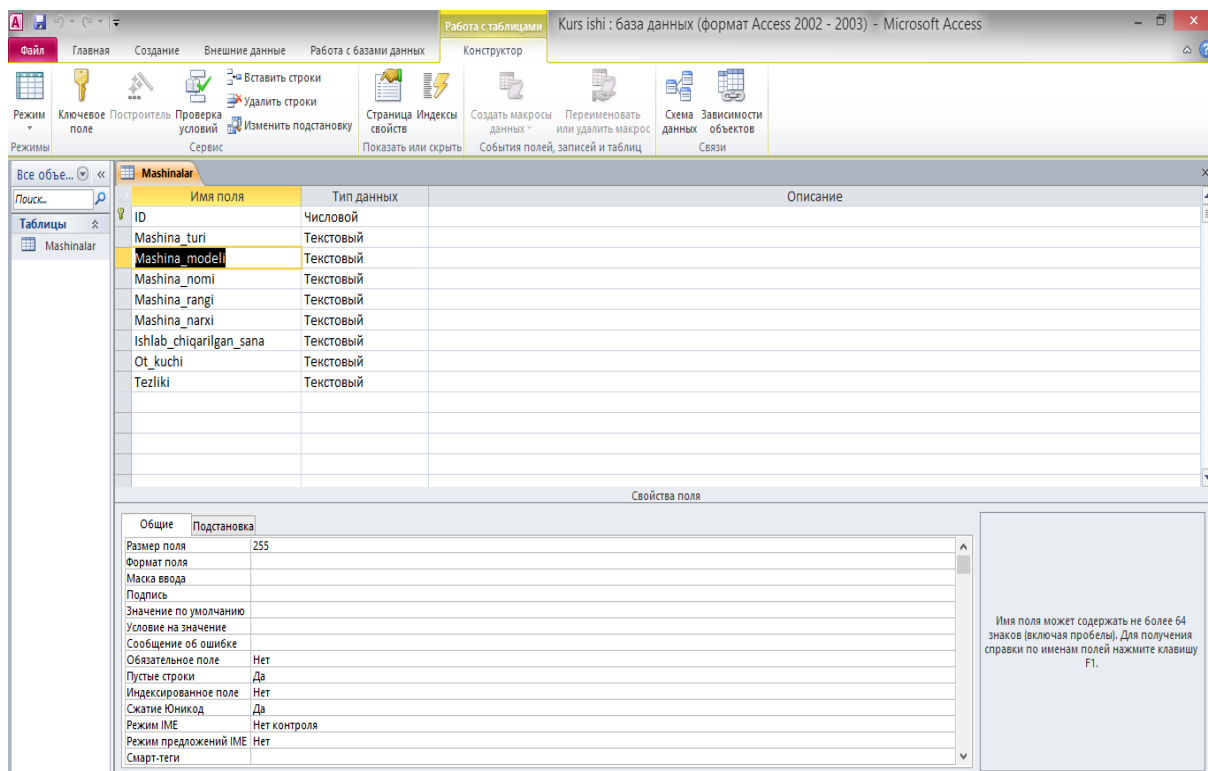 Работа с таблицами
Kurs ishi : база данных (формат Access 2002 - 2003) - Microsoft Access
Файл Главная Создание Внешние данные Работа с базами данных Конструктор
Режим
Ключевое поле
Построитель
Проверка условий
Вставить строки
Удалить строки
Изменить подстановку
Страница свойств
Индексы
Создать макросы данных
Переименовать или удалить макрос
Схема данных
Зависимости объектов
Режимы Сервис Показать или скрыть События полей, записей и таблиц Связи
Все объе...
Поиск...
Таблицы
Mashinalar
Mashinalar
Имя поля Тип данных Описание
ID Числовой
Mashina_turi Текстовый
Mashina_modeli Текстовый
Mashina_nomi Текстовый
Mashina_rangi Текстовый
Mashina_narxi Текстовый
Ishlab_chiqarilgan_sana Текстовый
Ot_kuchi Текстовый
Tezliki Текстовый
Свойства поля
Общие Подстановка
Размер поля 255
Формат поля
Маска ввода
Подпись
Значение по умолчанию
Условие на значение
Сообщение об ошибке
Обязательное поле Нет
Пустые строки Да
Индексированное поле Нет
Сжатие Юникод Да
Режим IME Нет контроля
Режим предложений IME Нет
Смарт-теги
Имя поля может содержать не более 64
знаков (включая пробелы). Для получения
справки по именам полей нажмите клавишу
F1.